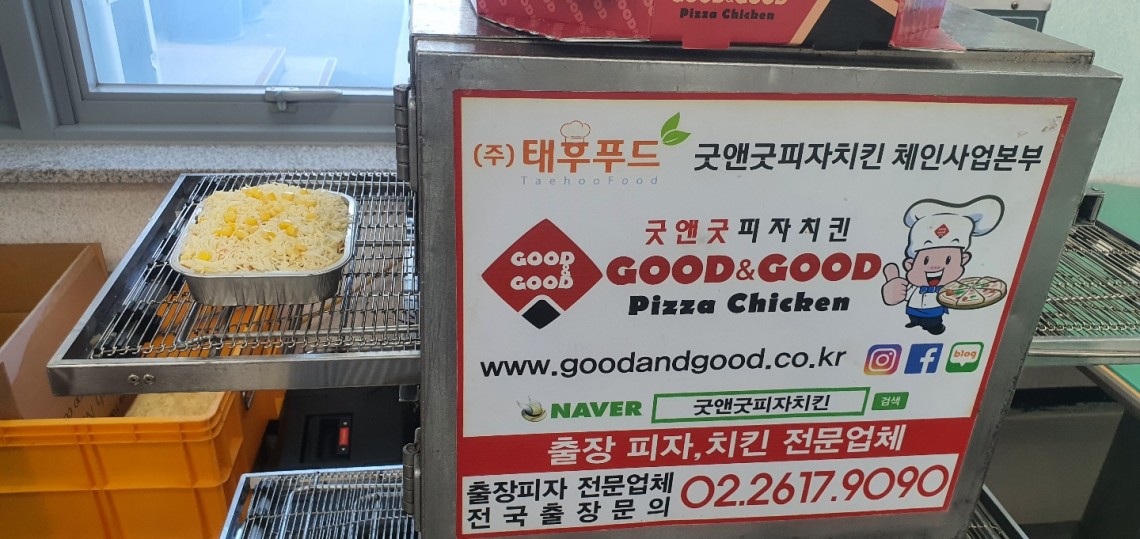 GOOD&GOOD
Pizza Chicken
(주) 태후푸드
TaehooFood
굿앤굿피자치킨 체인사업본부
GOOD
&
GOOD
굿앤굿피자치킨
GOOD&GOOD
Pizza Chicken
www.goodandgood.co.kr
blog
NAVER 굿앤굿피자치킨 검색
출장 피자,치킨 전문업체
출장피자 전문업체
전국출장문의
02.2617.9090